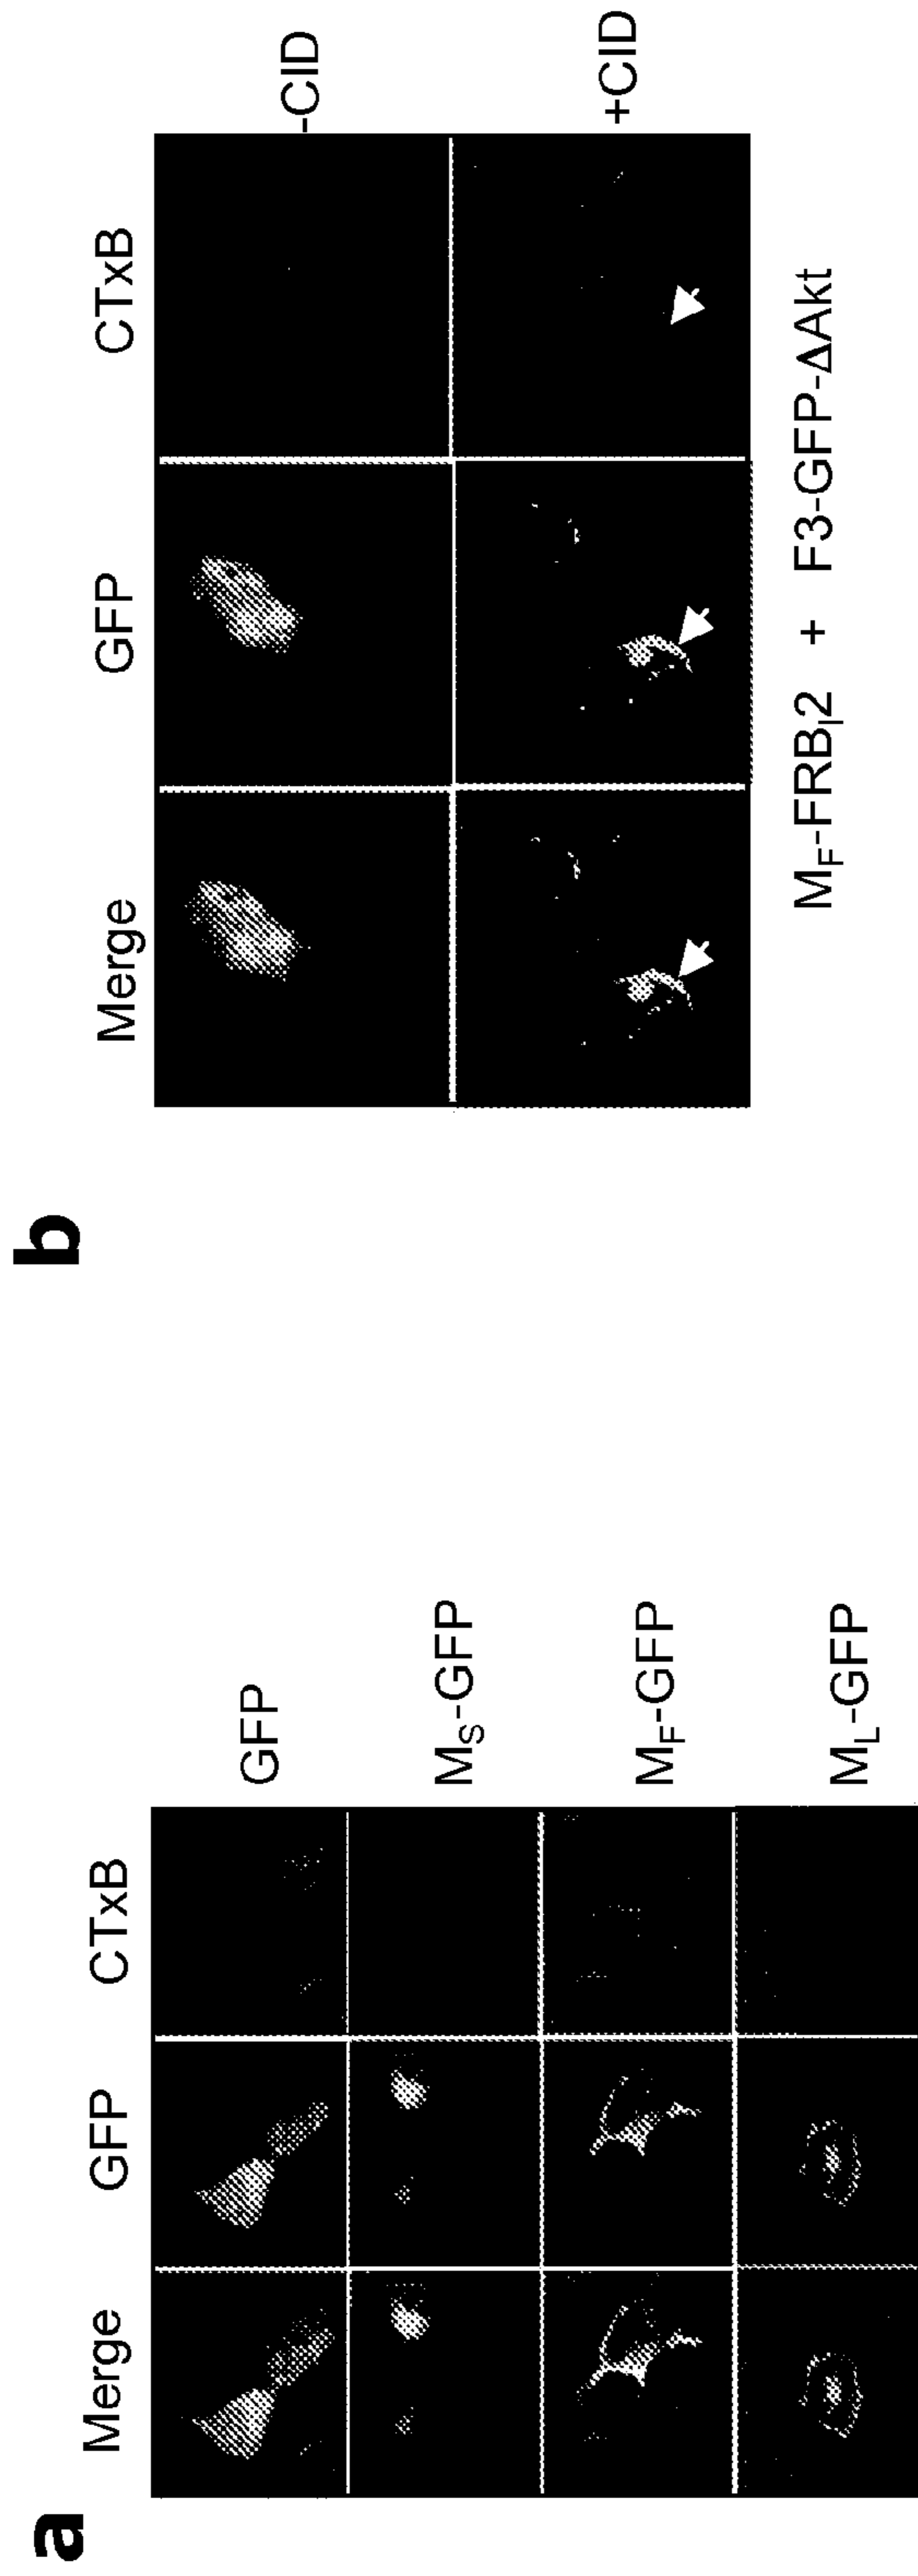 a
Merge GFP CTxB
GFP
MS-GFP
MF-GFP
ML-GFP
b
Merge GFP CTxB
-CID
+CID
MF-FRBl2 + F3-GFP-ΔAkt